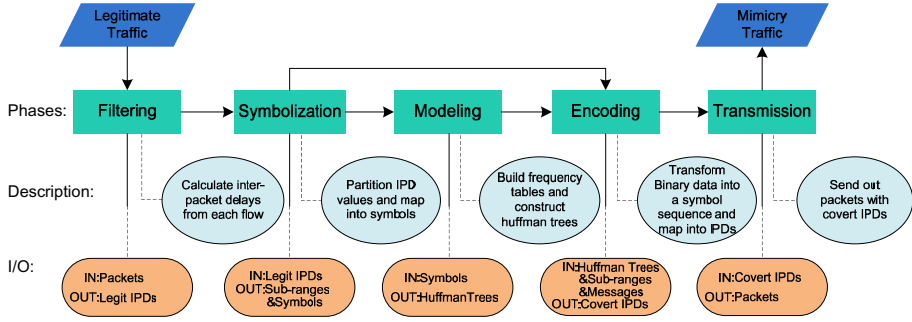 Legitimate
Traffic
Mimicry
Traffic
Phases:
Filtering
Symbolization
Modeling
Encoding
Transmission
Description:
Calculate inter-
packet delays
from each flow
Partition IPD
values and map
into symbols
Build frequency
tables and
construct
huffman trees
Transform
Binary data into
a symbol
sequence and
map into IPDs
Send out
packets with
covert IPDs
I/O:
IN:Packets
OUT:Legit IPDs
IN:Legit IPDs
OUT:Sub-ranges
&Symbols
IN:Symbols
OUT:HuffmanTrees
IN:Huffman Trees
&Sub-ranges
&Messages
OUT:Covert IPDs
IN:Covert IPDs
OUT:Packets